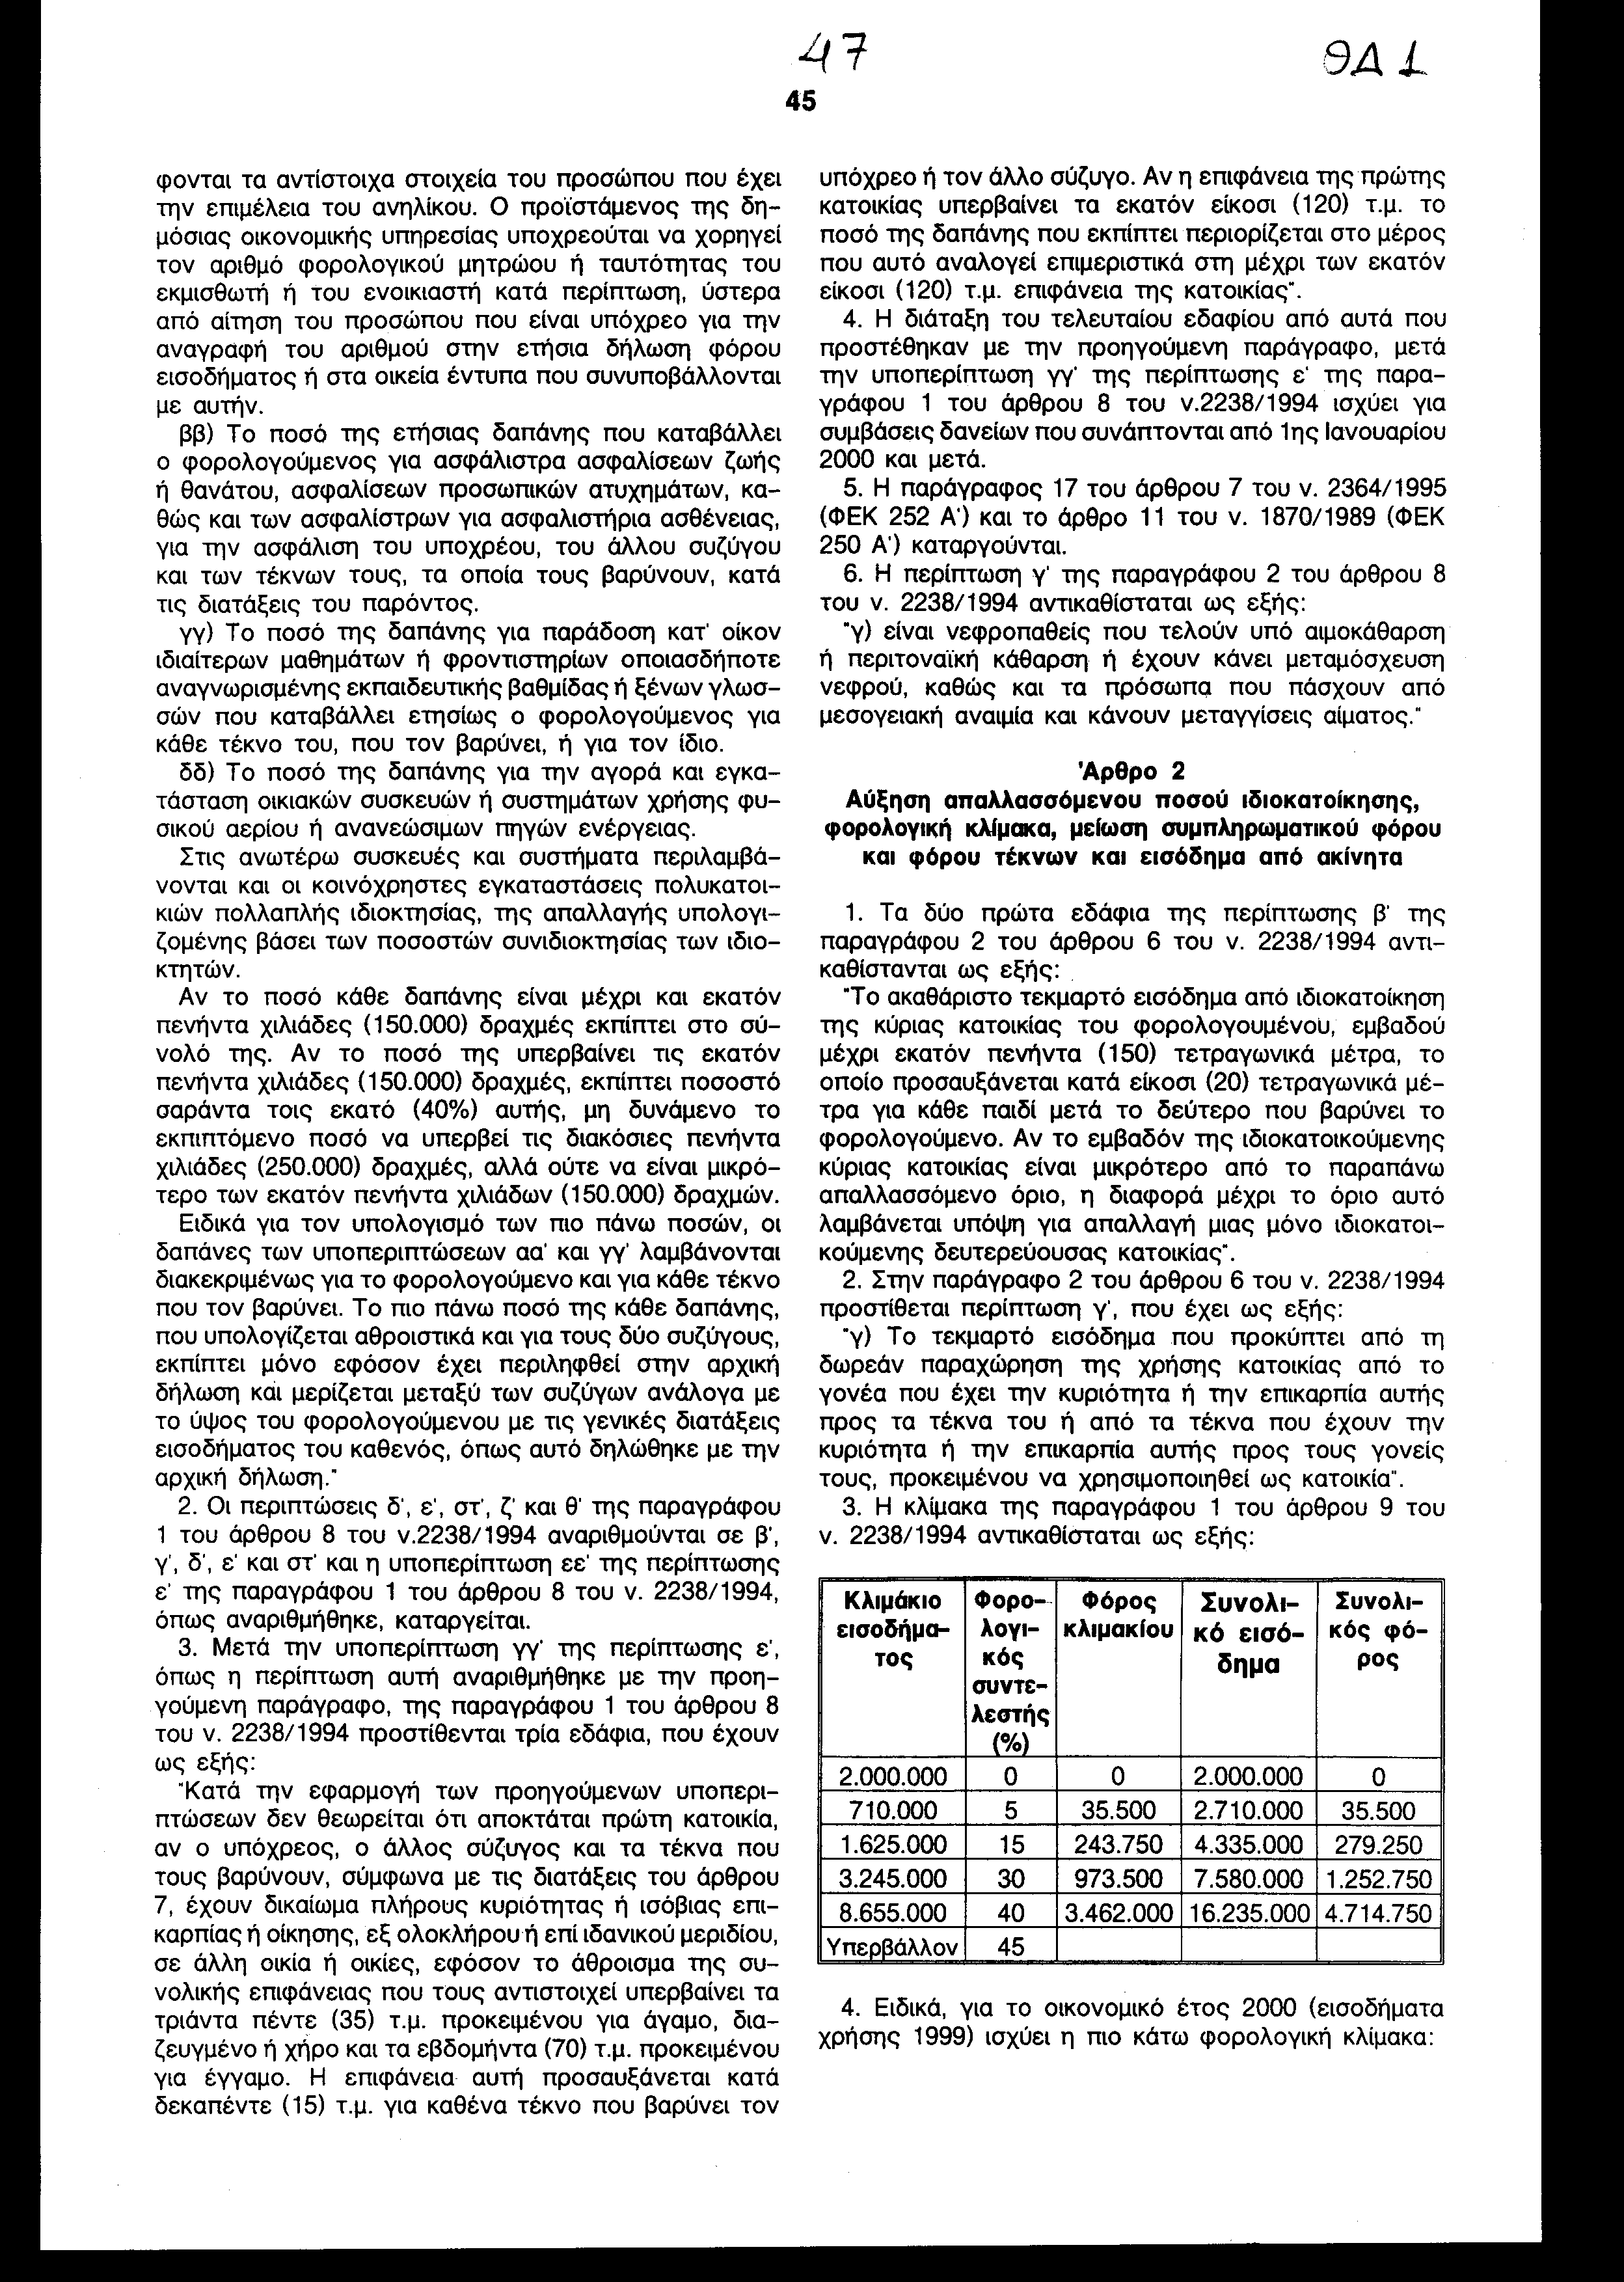 47
ΘΔ 1
45
φονται τα αντίστοιχα στοιχεία του προσώπου που έχει
την επιμέλεια του ανηλίκου. Ο προϊστάμενος της δη-
μόσιας οικονομικής υπηρεσίας υποχρεούται να χορηγεί
τον αριθμό φορολογικού μητρώου ή ταυτότητας του
εκμισθωτή ή του ενοικιαστή κατά περίπτωση, ύστερα
από αίτηση του προσώπου που είναι υπόχρεο για την
αναγραφή του αριθμού στην ετήσια δήλωση φόρου
εισοδήματος ή στα οικεία έντυπα που συνυποβάλλονται
με αυτήν.
ββ) Το ποσό της ετήσιας δαπάνης που καταβάλλει
ο φορολογούμενος για ασφάλιστρα ασφαλίσεων ζωής
ή θανάτου, ασφαλίσεων προσωπικών ατυχημάτων, κα-
θώς και των ασφαλίστρων για ασφαλιστήρια ασθένειας,
για την ασφάλιση του υποχρέου, του άλλου συζύγου
και των τέκνων τους, τα οποία τους βαρύνουν, κατά
τις διατάξεις του παρόντος.
γγ) Το ποσό της δαπάνης για παράδοση κατ' οίκον
ιδιαίτερων μαθημάτων ή φροντιστηρίων οποιασδήποτε
αναγνωρισμένης εκπαιδευτικής βαθμίδας ή ξένων γλωσ-
σών που καταβάλλει ετησίως ο φορολογούμενος για
κάθε τέκνο του, που τον βαρύνει, ή για τον ίδιο.
δδ) Το ποσό της δαπάνης για την αγορά και εγκα-
τάσταση οικιακών συσκευών ή συστημάτων χρήσης φυ-
σικού αερίου ή ανανεώσιμων πηγών ενέργειας.
Στις ανωτέρω συσκευές και συστήματα περιλαμβά-
νονται και οι κοινόχρηστες εγκαταστάσεις πολυκατοι-
κιών πολλαπλής ιδιοκτησίας, της απαλλαγής υπολογι-
ζομένης βάσει των ποσοστών συνιδιοκτησίας των ιδιο-
κτητών.
Αν το ποσό κάθε δαπάνης είναι μέχρι και εκατόν
πενήντα χιλιάδες (150.000) δραχμές εκπίπτει στο σύ-
νολό της. Αν το ποσό της υπερβαίνει τις εκατόν
πενήντα χιλιάδες (150.000) δραχμές, εκπίπτει ποσοστό
σαράντα τοις εκατό (40%) αυτής, μη δυνάμενο το
εκπιπτόμενο ποσό να υπερβεί τις διακόσιες πενήντα
χιλιάδες (250.000) δραχμές, αλλά ούτε να είναι μικρό-
τερο των εκατόν πενήντα χιλιάδων (150.000) δραχμών.
Ειδικά για τον υπολογισμό των πιο πάνω ποσών, οι
δαπάνες των υποπεριπτώσεων αα' και γγ' λαμβάνονται
διακεκριμένως για το φορολογούμενο και για κάθε τέκνο
που τον βαρύνει. Το πιο πάνω ποσό της κάθε δαπάνης,
που υπολογίζεται αθροιστικά και για τους δύο συζύγους,
εκπίπτει μόνο εφόσον έχει περιληφθεί στην αρχική
δήλωση και μερίζεται μεταξύ των συζύγων ανάλογα με
το ύψος του φορολογούμενου με τις γενικές διατάξεις
εισοδήματος του καθενός, όπως αυτό δηλώθηκε με την
αρχική δήλωση."
2. Οι περιπτώσεις δ', ε', στ', ζ' και θ' της παραγράφου
1 του άρθρου 8 του ν.2238/1994 αναριθμούνται σε β',
γ', δ', ε' και στ' και η υποπερίπτωση εε' της περίπτωσης
ε' της παραγράφου 1 του άρθρου 8 του ν. 2238/1994,
όπως αναριθμήθηκε, καταργείται.
3. Μετά την υποπερίπτωση γγ' της περίπτωσης ε',
όπως η περίπτωση αυτή αναριθμήθηκε με την προη-
γούμενη παράγραφο, της παραγράφου 1 του άρθρου 8
του ν. 2238/1994 προστίθενται τρία εδάφια, που έχουν
ως εξής:
"Κατά την εφαρμογή των προηγούμενων υποπερι-
πτώσεων δεν θεωρείται ότι αποκτάται πρώτη κατοικία,
αν ο υπόχρεος, ο άλλος σύζυγος και τα τέκνα που
τους βαρύνουν, σύμφωνα με τις διατάξεις του άρθρου
7, έχουν δικαίωμα πλήρους κυριότητας ή ισόβιας επι-
καρπίας ή οίκησης, εξ ολοκλήρου ή επί ιδανικού μεριδίου,
σε άλλη οικία ή οικίες, εφόσον το άθροισμα της συ-
νολικής επιφάνειας που τους αντιστοιχεί υπερβαίνει τα
τριάντα πέντε (35) τ.μ. προκειμένου για άγαμο, δια-
ζευγμένο ή χήρο και τα εβδομήντα (70) τ.μ. προκειμένου
για έγγαμο. Η επιφάνεια αυτή προσαυξάνεται κατά
δεκαπέντε (15) τ.μ. για καθένα τέκνο που βαρύνει τον
υπόχρεο ή τον άλλο σύζυγο. Αν η επιφάνεια της πρώτης
κατοικίας υπερβαίνει τα εκατόν είκοσι (120) τ.μ. το
ποσό της δαπάνης που εκπίπτει περιορίζεται στο μέρος
που αυτό αναλογεί επιμεριστικά στη μέχρι των εκατόν
είκοσι (120) τ.μ. επιφάνεια της κατοικίας".
4. Η διάταξη του τελευταίου εδαφίου από αυτά που
προστέθηκαν με την προηγούμενη παράγραφο, μετά
την υποπερίπτωση γγ' της περίπτωσης ε' της παρα-
γράφου 1 του άρθρου 8 του ν.2238/1994 ισχύει για
συμβάσεις δανείων που συνάπτονται από 1ης Ιανουαρίου
2000 και μετά.
5. Η παράγραφος 17 του άρθρου 7 του ν. 2364/1995
(ΦΕΚ 252 Α') και το άρθρο 11 του ν. 1870/1989 (ΦΕΚ
250 Α') καταργούνται.
6. Η περίπτωση γ' της παραγράφου 2 του άρθρου 8
του ν. 2238/1994 αντικαθίσταται ως εξής:
"γ) είναι νεφροπαθείς που τελούν υπό αιμοκάθαρση
ή περιτοναϊκή κάθαρση ή έχουν κάνει μεταμόσχευση
νεφρού, καθώς και τα πρόσωπα που πάσχουν από
μεσογειακή αναιμία και κάνουν μεταγγίσεις αίματος."
Άρθρο 2
Αύξηση απαλλασσόμενου ποσού ιδιοκατοίκησης,
φορολογική κλίμακα, μείωση συμπληρωματικού φόρου
και φόρου τέκνων και εισόδημα από ακίνητα
1. Τα δύο πρώτα εδάφια της περίπτωσης β' της
παραγράφου 2 του άρθρου 6 του ν. 2238/1994 αντι-
καθίστανται ως εξής:
"Το ακαθάριστο τεκμαρτό εισόδημα από ιδιοκατοίκηση
της κύριας κατοικίας του φορολογουμένου, εμβαδού
μέχρι εκατόν πενήντα (150) τετραγωνικά μέτρα, το
οποίο προσαυξάνεται κατά είκοσι (20) τετραγωνικά μέ-
τρα για κάθε παιδί μετά το δεύτερο που βαρύνει το
φορολογούμενο. Αν το εμβαδόν της ιδιοκατοικούμενης
κύριας κατοικίας είναι μικρότερο από το παραπάνω
απαλλασσόμενο όριο, η διαφορά μέχρι το όριο αυτό
λαμβάνεται υπόψη για απαλλαγή μιας μόνο ιδιοκατοι-
κούμενης δευτερεύουσας κατοικίας".
2. Στην παράγραφο 2 του άρθρου 6 του ν. 2238/1994
προστίθεται περίπτωση γ', που έχει ως εξής:
"γ) Το τεκμαρτό εισόδημα που προκύπτει από τη
δωρεάν παραχώρηση της χρήσης κατοικίας από το
γονέα που έχει την κυριότητα ή την επικαρπία αυτής
προς τα τέκνα του ή από τα τέκνα που έχουν την
κυριότητα ή την επικαρπία αυτής προς τους γονείς
τους, προκειμένου να χρησιμοποιηθεί ως κατοικία".
3. Η κλίμακα της παραγράφου 1 του άρθρου 9 του
ν. 2238/1994 αντικαθίσταται ως εξής:
Κλιμάκιο Φορο- Φόρος Συνολι- Συνολι-
εισοδήμα- λογι- κλιμακίου κό εισό- κός φό-
τος κός δημα ρος
συντε-
λεστής
(%)
2.000.000 0 0 2.000.000 0
710.000 5 35.500 2.710.000 35.500
1.625.000 15 243.750 4.335.000 279.250
3.245.000 30 973.500 7.580.000 1.252.750
8.655.000 40 3.462.000 16.235.000 4.714.750
Υπερβάλλον 45
4. Ειδικά, για το οικονομικό έτος 2000 (εισοδήματα
χρήσης 1999) ισχύει η πιο κάτω φορολογική κλίμακα: